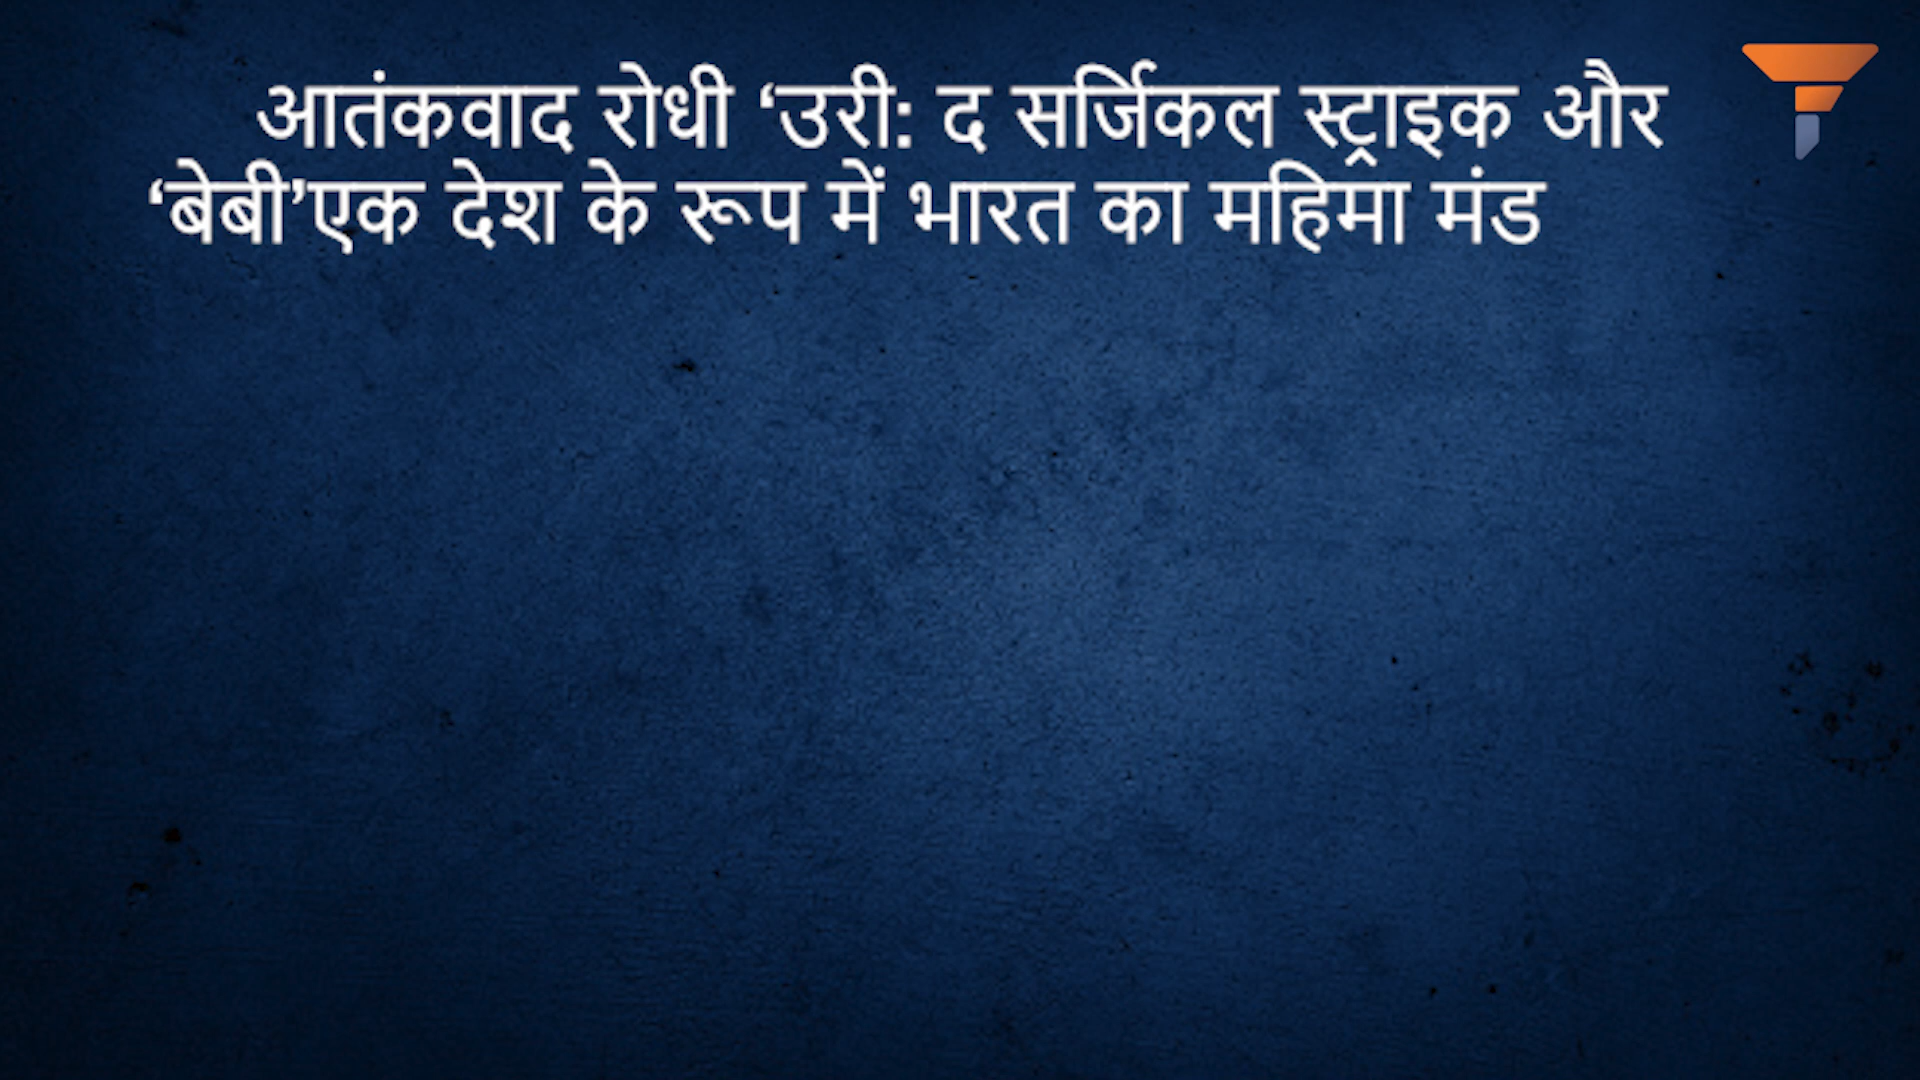 आतंकवाद रोधी ‘उरी: द सर्जिकल स्ट्राइक और
‘बेबी’एक देश के रूप में भारत का महिमा मंड